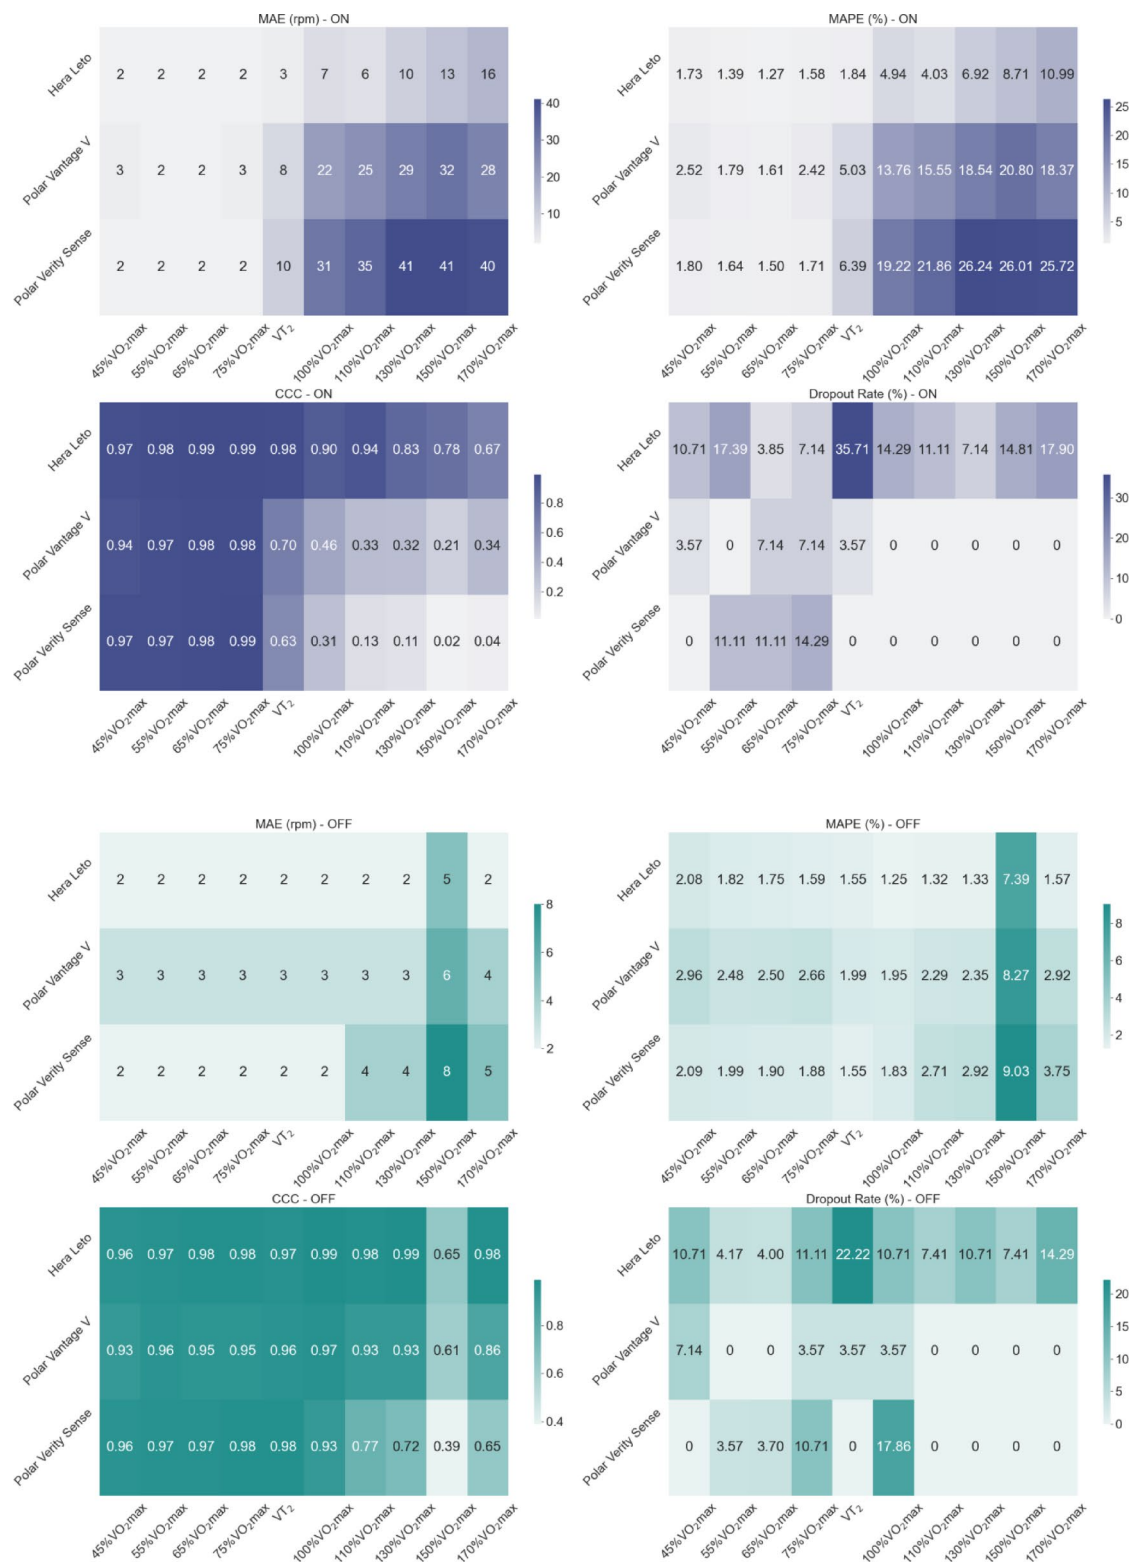 MAE (rpm) - ON
Hera Leto
2 2 2 2 3 7 6 10 13 16
Polar Vantage V
3 2 2 3 8 22 25 29 32 28
Polar Verity Sense
2 2 2 2 10 31 35 41 41 40
40
30
20
10
45%VO₂max 55%VO₂max 65%VO₂max 75%VO₂max VT₂ 100%VO₂max 110%VO₂max 130%VO₂max 150%VO₂max 170%VO₂max
MAPE (%) - ON
Hera Leto
1.73 1.39 1.27 1.58 1.84 4.94 4.03 6.92 8.71 10.99
Polar Vantage V
2.52 1.79 1.61 2.42 5.03 13.76 15.55 18.54 20.80 18.37
Polar Verity Sense
1.80 1.64 1.50 1.71 6.39 19.22 21.86 26.24 26.01 25.72
25
20
15
10
5
45%VO₂max 55%VO₂max 65%VO₂max 75%VO₂max VT₂ 100%VO₂max 110%VO₂max 130%VO₂max 150%VO₂max 170%VO₂max
CCC - ON
Hera Leto
0.97 0.98 0.99 0.99 0.98 0.90 0.94 0.83 0.78 0.67
Polar Vantage V
0.94 0.97 0.98 0.98 0.70 0.46 0.33 0.32 0.21 0.34
Polar Verity Sense
0.97 0.97 0.98 0.99 0.63 0.31 0.13 0.11 0.02 0.04
0.8
0.6
0.4
0.2
45%VO₂max 55%VO₂max 65%VO₂max 75%VO₂max VT₂ 100%VO₂max 110%VO₂max 130%VO₂max 150%VO₂max 170%VO₂max
Dropout Rate (%) - ON
Hera Leto
10.71 17.39 3.85 7.14 35.71 14.29 11.11 7.14 14.81 17.90
Polar Vantage V
3.57 0 7.14 7.14 3.57 0 0 0 0 0
Polar Verity Sense
0 11.11 11.11 14.29 0 0 0 0 0 0
30
20
10
0
45%VO₂max 55%VO₂max 65%VO₂max 75%VO₂max VT₂ 100%VO₂max 110%VO₂max 130%VO₂max 150%VO₂max 170%VO₂max
MAE (rpm) - OFF
Hera Leto
2 2 2 2 2 2 2 2 5 2
Polar Vantage V
3 3 3 3 3 3 3 3 6 4
Polar Verity Sense
2 2 2 2 2 2 4 4 8 5
8
6
4
2
45%VO₂max 55%VO₂max 65%VO₂max 75%VO₂max VT₂ 100%VO₂max 110%VO₂max 130%VO₂max 150%VO₂max 170%VO₂max
MAPE (%) - OFF
Hera Leto
2.08 1.82 1.75 1.59 1.55 1.25 1.32 1.33 7.39 1.57
Polar Vantage V
2.96 2.48 2.50 2.66 1.99 1.95 2.29 2.35 8.27 2.92
Polar Verity Sense
2.09 1.99 1.90 1.88 1.55 1.83 2.71 2.92 9.03 3.75
8
6
4
2
45%VO₂max 55%VO₂max 65%VO₂max 75%VO₂max VT₂ 100%VO₂max 110%VO₂max 130%VO₂max 150%VO₂max 170%VO₂max
CCC - OFF
Hera Leto
0.96 0.97 0.98 0.98 0.97 0.99 0.98 0.99 0.65 0.98
Polar Vantage V
0.93 0.96 0.95 0.95 0.96 0.97 0.93 0.93 0.61 0.86
Polar Verity Sense
0.96 0.97 0.97 0.98 0.98 0.93 0.77 0.72 0.39 0.65
0.8
0.6
0.4
45%VO₂max 55%VO₂max 65%VO₂max 75%VO₂max VT₂ 100%VO₂max 110%VO₂max 130%VO₂max 150%VO₂max 170%VO₂max
Dropout Rate (%) - OFF
Hera Leto
10.71 4.17 4.00 11.11 22.22 10.71 7.41 10.71 7.41 14.29
Polar Vantage V
7.14 0 0 3.57 3.57 3.57 0 0 0 0
Polar Verity Sense
0 3.57 3.70 10.71 0 17.86 0 0 0 0
20
15
10
5
0
45%VO₂max 55%VO₂max 65%VO₂max 75%VO₂max VT₂ 100%VO₂max 110%VO₂max 130%VO₂max 150%VO₂max 170%VO₂max